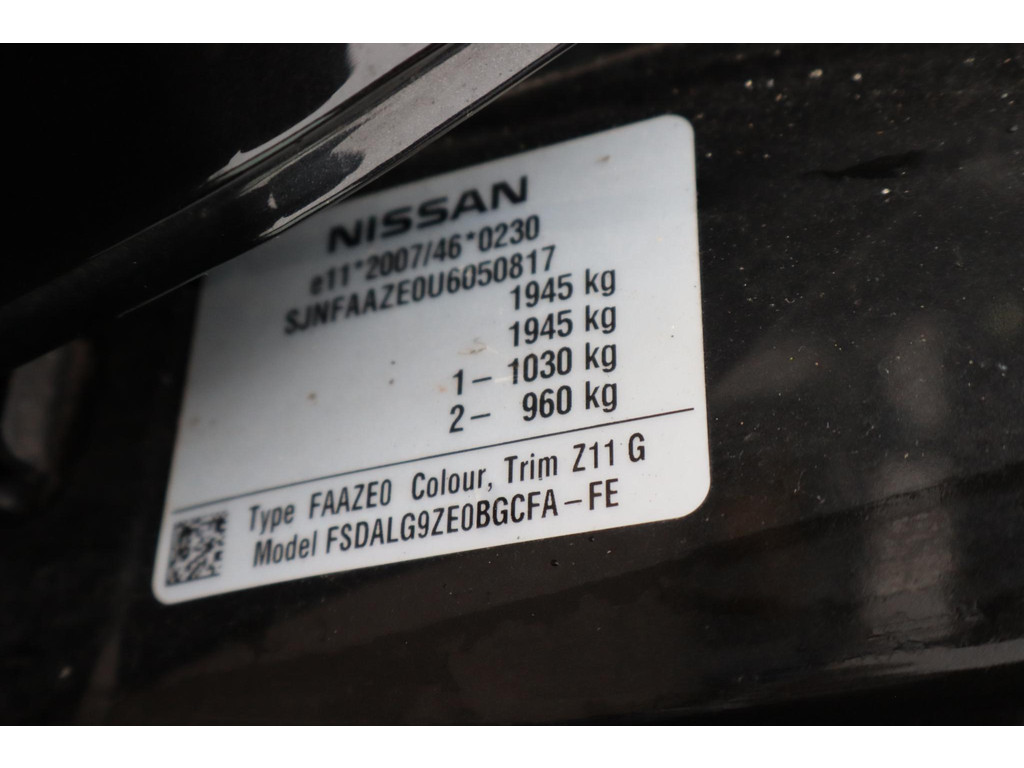 NISSAN
e11*2007/46*0230
SJNFAAZE0U6050817
1945 kg
1945 kg
1– 1030 kg
2– 960 kg
Type FAAZE0 Colour, Trim Z11 G
Model FSDALG9ZE0BGCFA–FE